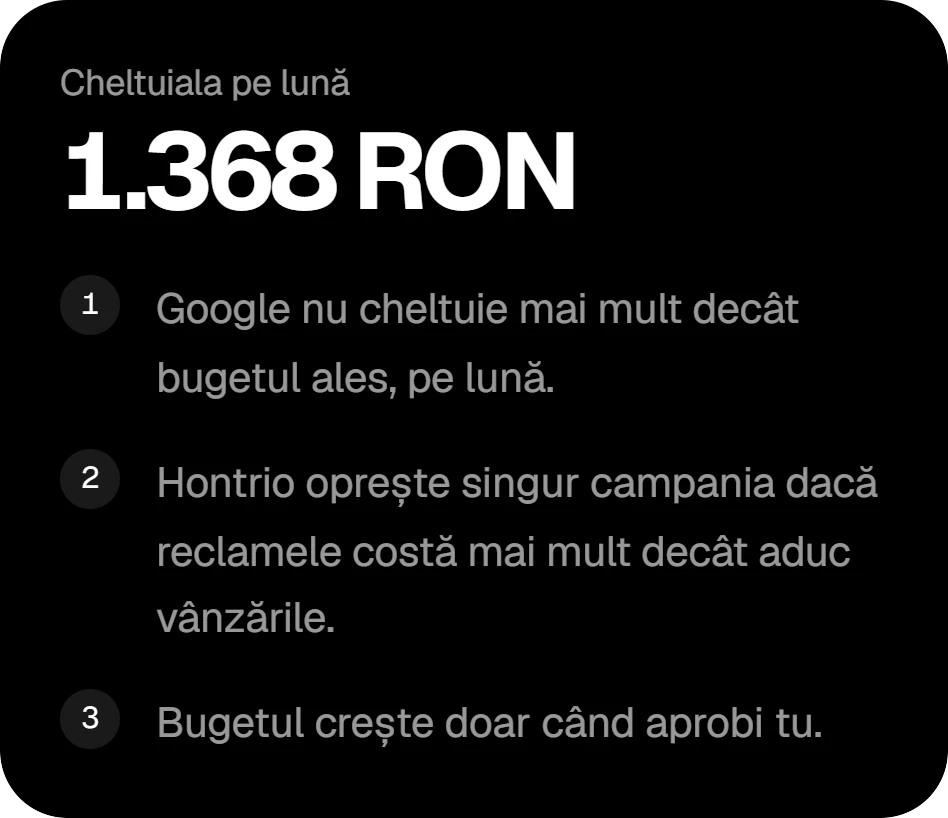 Cheltuiala pe lună
1.368 RON
1
Google nu cheltuie mai mult decât
bugetul ales, pe lună.
2
Hontrio oprește singur campania dacă
reclamele costă mai mult decât aduc
vânzările.
3
Bugetul crește doar când aprobi tu.